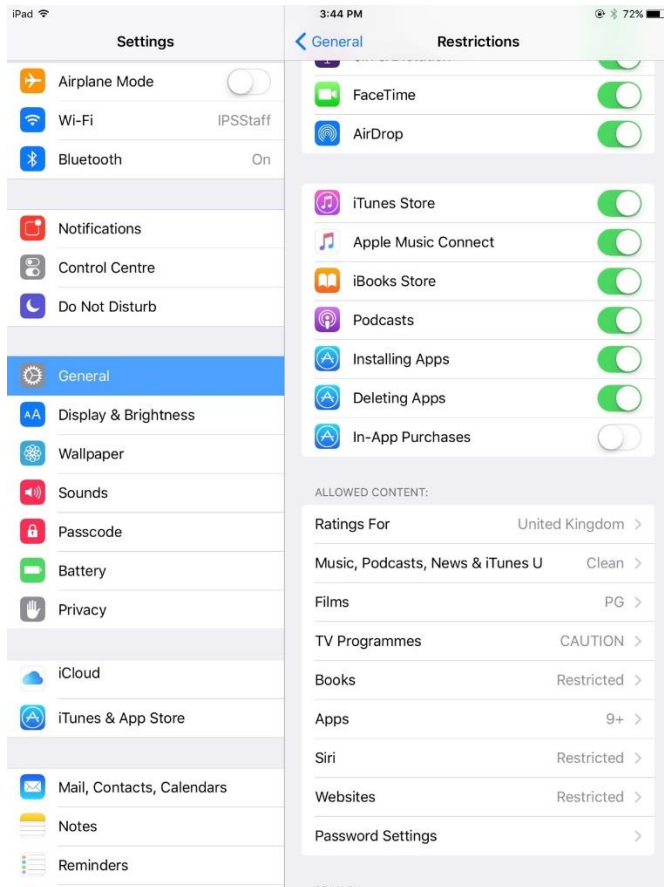 iPad
3:44 PM
72%
Settings
General
Restrictions
Airplane Mode
Wi-Fi
IPSStaff
Bluetooth
On
Notifications
Control Centre
Do Not Disturb
General
AA
Display & Brightness
Wallpaper
Sounds
Passcode
Battery
Privacy
iCloud
iTunes & App Store
Mail, Contacts, Calendars
Notes
Reminders
FaceTime
AirDrop
iTunes Store
Apple Music Connect
iBooks Store
Podcasts
Installing Apps
Deleting Apps
In-App Purchases
ALLOWED CONTENT:
Ratings For
United Kingdom
Music, Podcasts, News & iTunes U
Clean
Films
PG
TV Programmes
CAUTION
Books
Restricted
Apps
9+
Siri
Restricted
Websites
Restricted
Password Settings